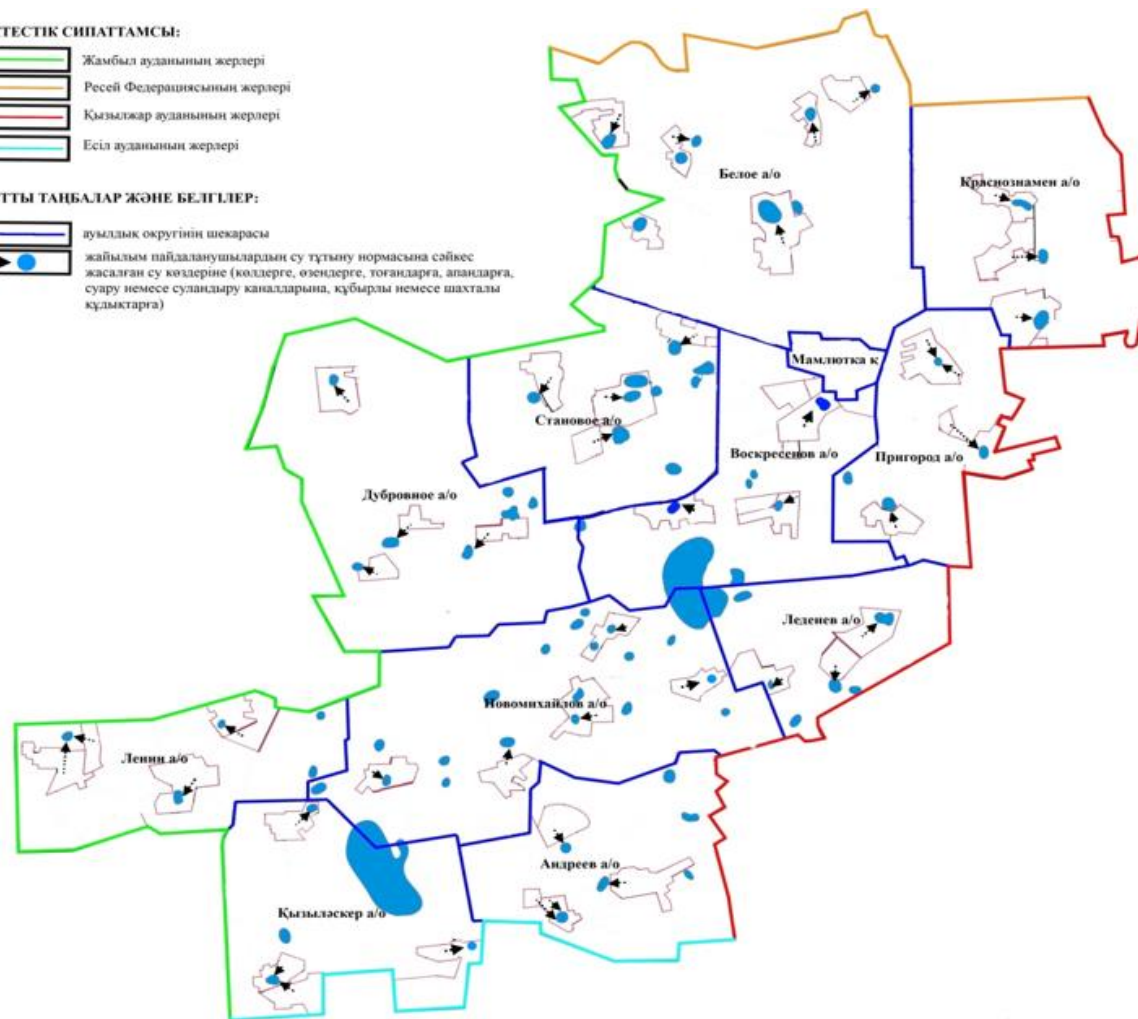 ТЕСТІК СИПАТТАМСЫ:
Жамбыл ауданының жерлері
Ресей Федерациясының жерлері
Қызылжар ауданының жерлері
Есіл ауданының жерлері
ТТЫ ТАҢБАЛАР ЖӘНЕ БЕЛГІЛЕР:
ауылдық округінің шекарасы
жайылым пайдаланушылардың су тұтыну нормасына сәйкес
жасалған су көздеріне (көлдерге, өзендерге, тоғандарға, апандарға,
суару немесе суландыру каналдарына, құбырлы немесе шахталы
құдықтарға)
Белое а/о
Краснознамен а/о
Мамлютка қ
Становое а/о
Воскресенов а/о
Пригород а/о
Дубровное а/о
Леденев а/о
Новомихайлов а/о
Ленин а/о
Андреев а/о
Қызыләскер а/о